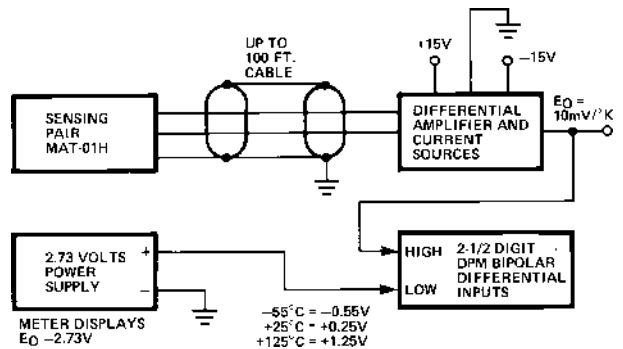 UP TO
100 FT.
CABLE
+15V
−15V
SENSING
PAIR
MAT-01H
DIFFERENTIAL
AMPLIFIER AND
CURRENT
SOURCES
EO =
10mV/°K
2.73 VOLTS
POWER
SUPPLY
+
−
HIGH
LOW
2-1/2 DIGIT
DPM BIPOLAR
DIFFERENTIAL
INPUTS
METER DISPLAYS
EO −2.73V
−55°C = −0.55V
+25°C = +0.25V
+125°C = +1.25V